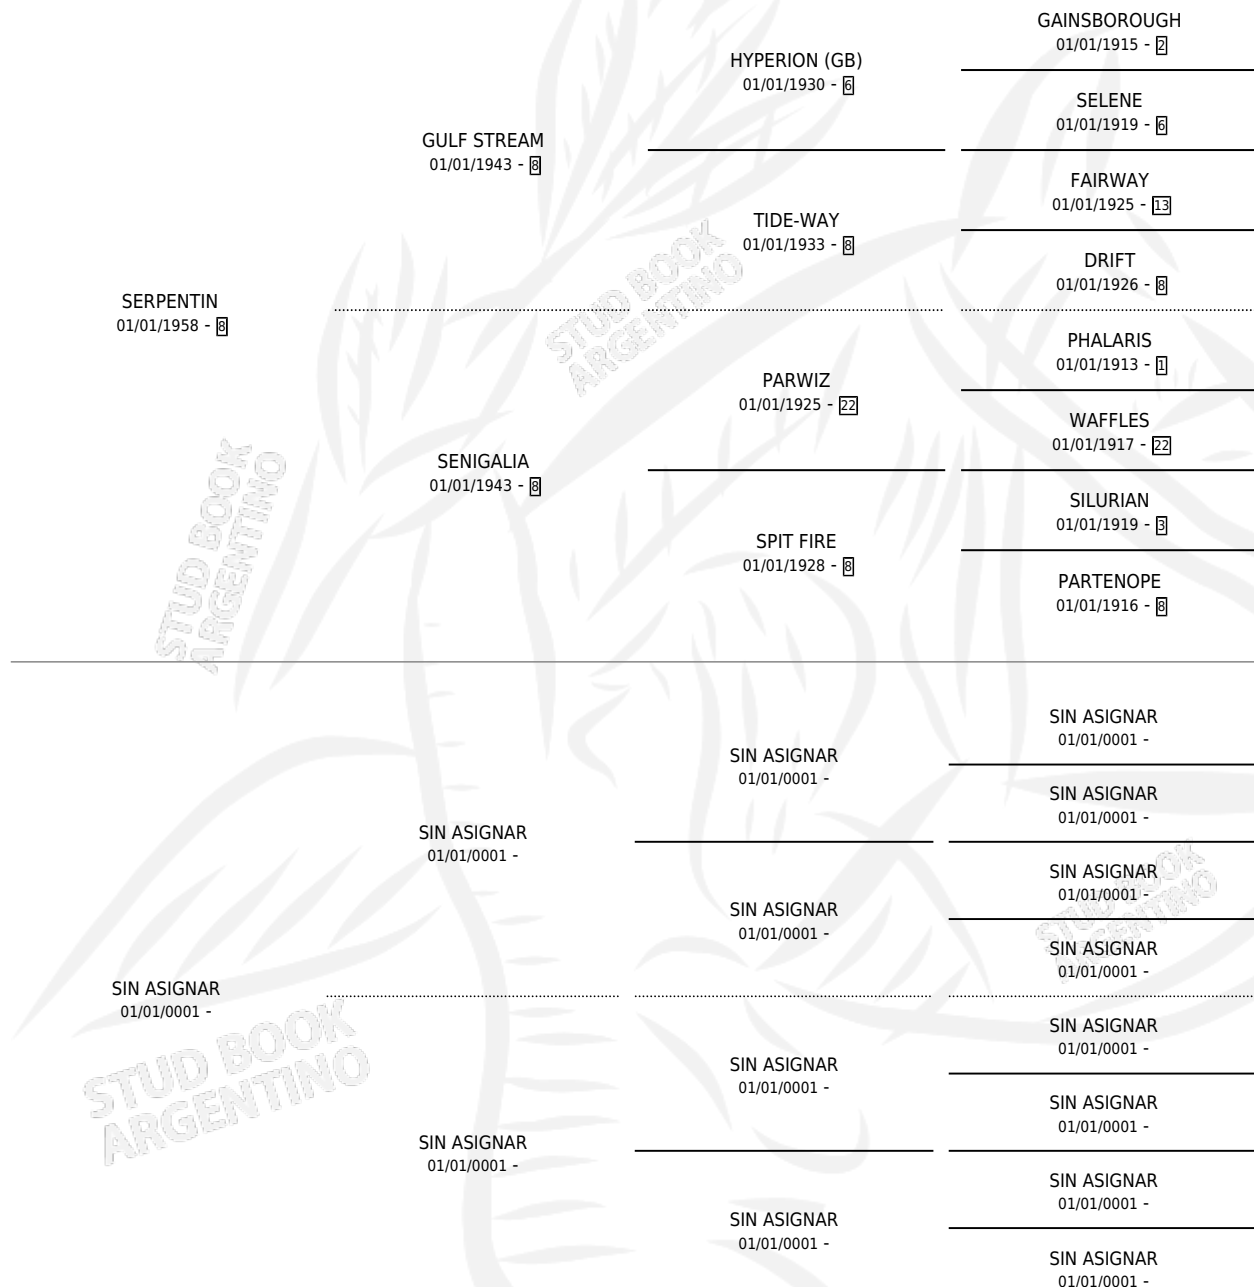 SERPENTIN
01/01/1958 - 8
GULF STREAM
01/01/1943 - 8
HYPERION (GB)
01/01/1930 - 6
GAINSBOROUGH
01/01/1915 - 2
SELENE
01/01/1919 - 6
TIDE-WAY
01/01/1933 - 8
FAIRWAY
01/01/1925 - 13
DRIFT
01/01/1926 - 8
SENIGALIA
01/01/1943 - 8
PARWIZ
01/01/1925 - 22
PHALARIS
01/01/1913 - 1
WAFFLES
01/01/1917 - 22
SPIT FIRE
01/01/1928 - 8
SILURIAN
01/01/1919 - 3
PARTENOPE
01/01/1916 - 8
SIN ASIGNAR
01/01/0001 -
SIN ASIGNAR
01/01/0001 -
SIN ASIGNAR
01/01/0001 -
SIN ASIGNAR
01/01/0001 -
SIN ASIGNAR
01/01/0001 -
SIN ASIGNAR
01/01/0001 -
SIN ASIGNAR
01/01/0001 -
SIN ASIGNAR
01/01/0001 -
SIN ASIGNAR
01/01/0001 -
SIN ASIGNAR
01/01/0001 -
SIN ASIGNAR
01/01/0001 -
SIN ASIGNAR
01/01/0001 -
SIN ASIGNAR
01/01/0001 -
SIN ASIGNAR
01/01/0001 -
SIN ASIGNAR
01/01/0001 -
STUD BOOK
ARGENTINO
STUD BOOK
ARGENTINO
STUD BOOK
ARGENTINO
STUD BOOK
ARGENTINO